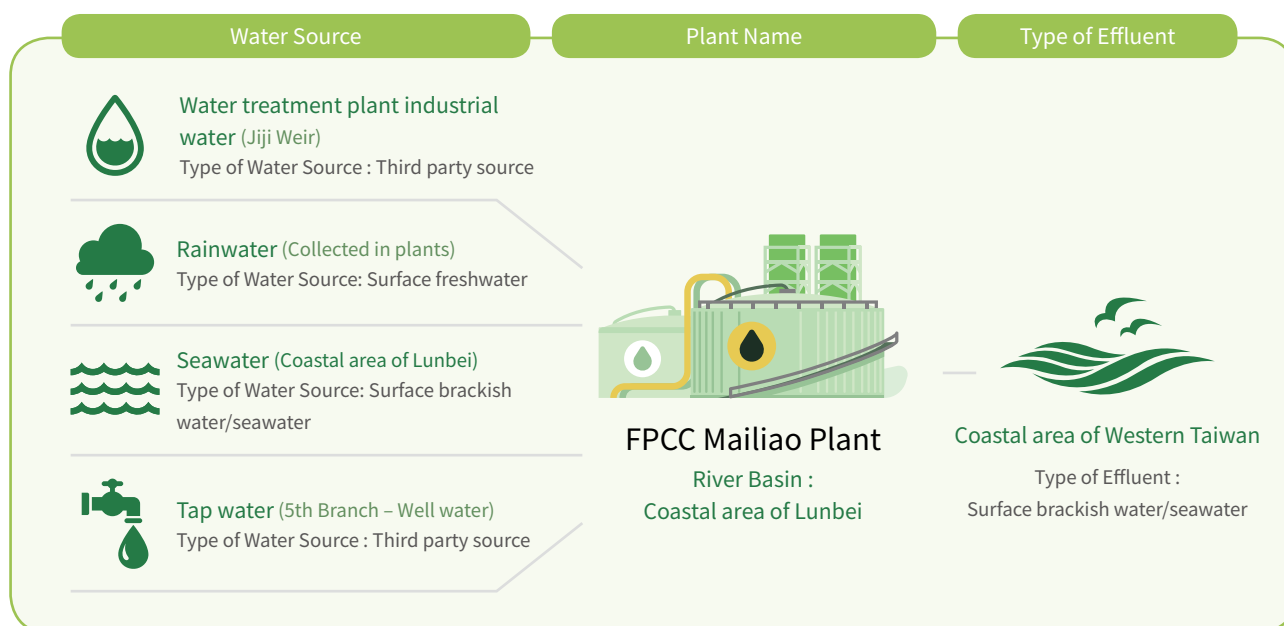 Water Source
Plant Name
Type of Effluent
Water treatment plant industrial
water (Jiji Weir)
Type of Water Source : Third party source
Rainwater (Collected in plants)
Type of Water Source: Surface freshwater
Seawater (Coastal area of Lunbei)
Type of Water Source: Surface brackish
water/seawater
Tap water (5th Branch – Well water)
Type of Water Source : Third party source
FPCC Mailiao Plant
River Basin :
Coastal area of Lunbei
Coastal area of Western Taiwan
Type of Effluent :
Surface brackish water/seawater